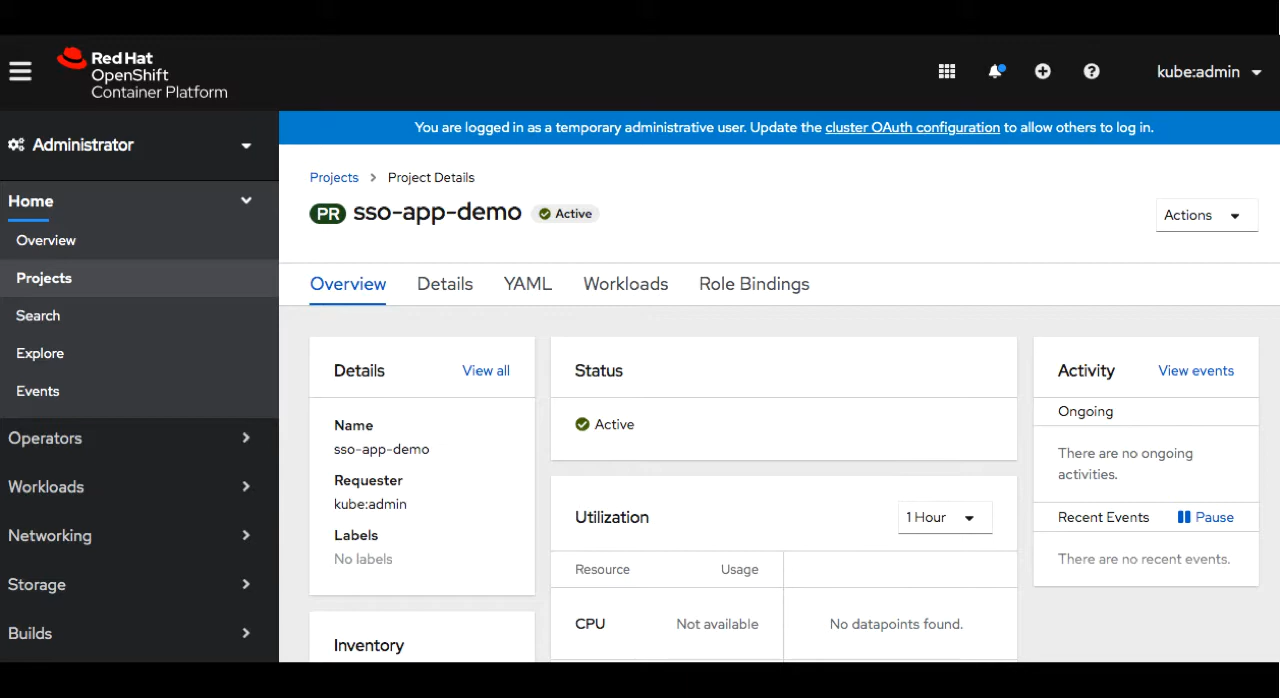 Red Hat
OpenShift
Container Platform
kube:admin
Administrator
Home
Overview
Projects
Search
Explore
Events
Operators
Workloads
Networking
Storage
Builds
You are logged in as a temporary administrative user. Update the cluster OAuth configuration to allow others to log in.
Projects > Project Details
PR sso-app-demo Active
Actions
Overview Details YAML Workloads Role Bindings
Details View all
Name
sso-app-demo
Requester
kube:admin
Labels
No labels
Inventory
Status
Active
Utilization 1 Hour
Resource Usage
CPU Not available No datapoints found.
Activity View events
Ongoing
There are no ongoing
activities.
Recent Events Pause
There are no recent events.